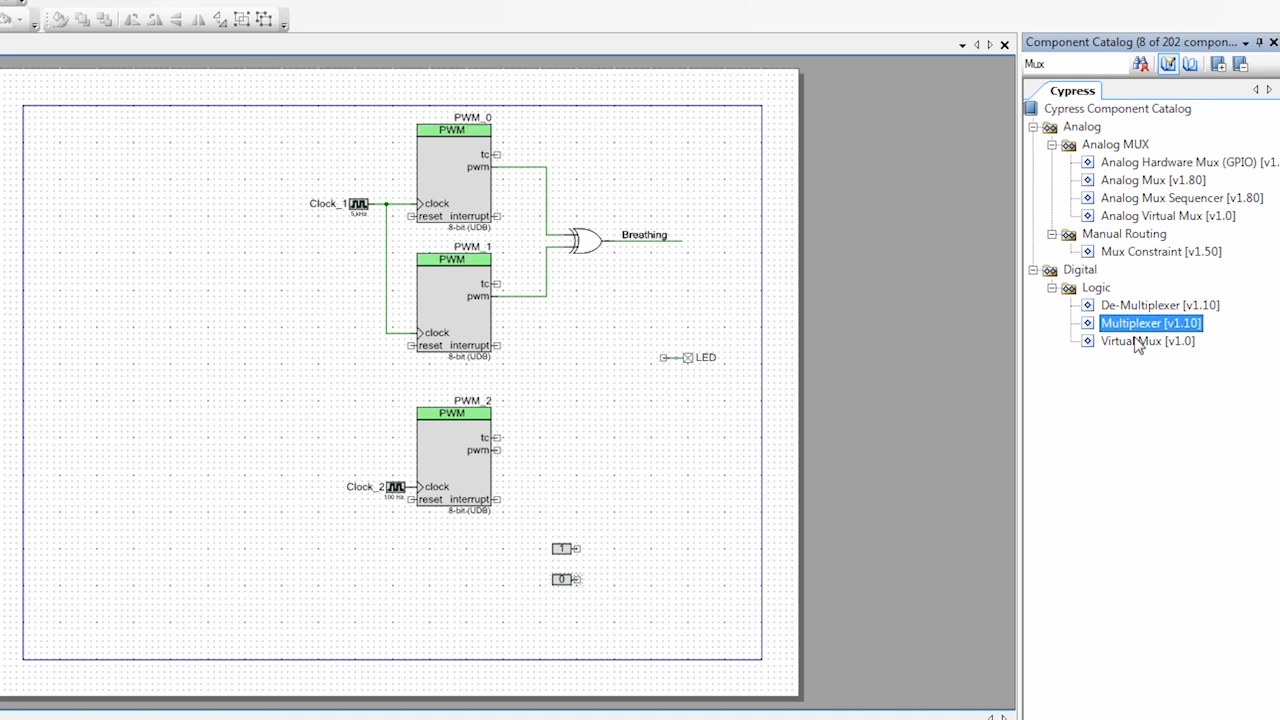 Component Catalog (8 of 202 compon...
Mux
Cypress
Cypress Component Catalog
Analog
Analog MUX
Analog Hardware Mux (GPIO) [v1.
Analog Mux [v1.80]
Analog Mux Sequencer [v1.80]
Analog Virtual Mux [v1.0]
Manual Routing
Mux Constraint [v1.50]
Digital
Logic
De-Multiplexer [v1.10]
Multiplexer [v1.10]
Virtual Mux [v1.0]
PWM_0
PWM
tc
pwm
Clock_1
5 kHz
clock
reset interrupt
8-bit (UDB)
Breathing
PWM_1
PWM
tc
pwm
clock
reset interrupt
8-bit (UDB)
LED
PWM_2
PWM
tc
pwm
Clock_2
100 Hz
clock
reset interrupt
8-bit (UDB)
1
0